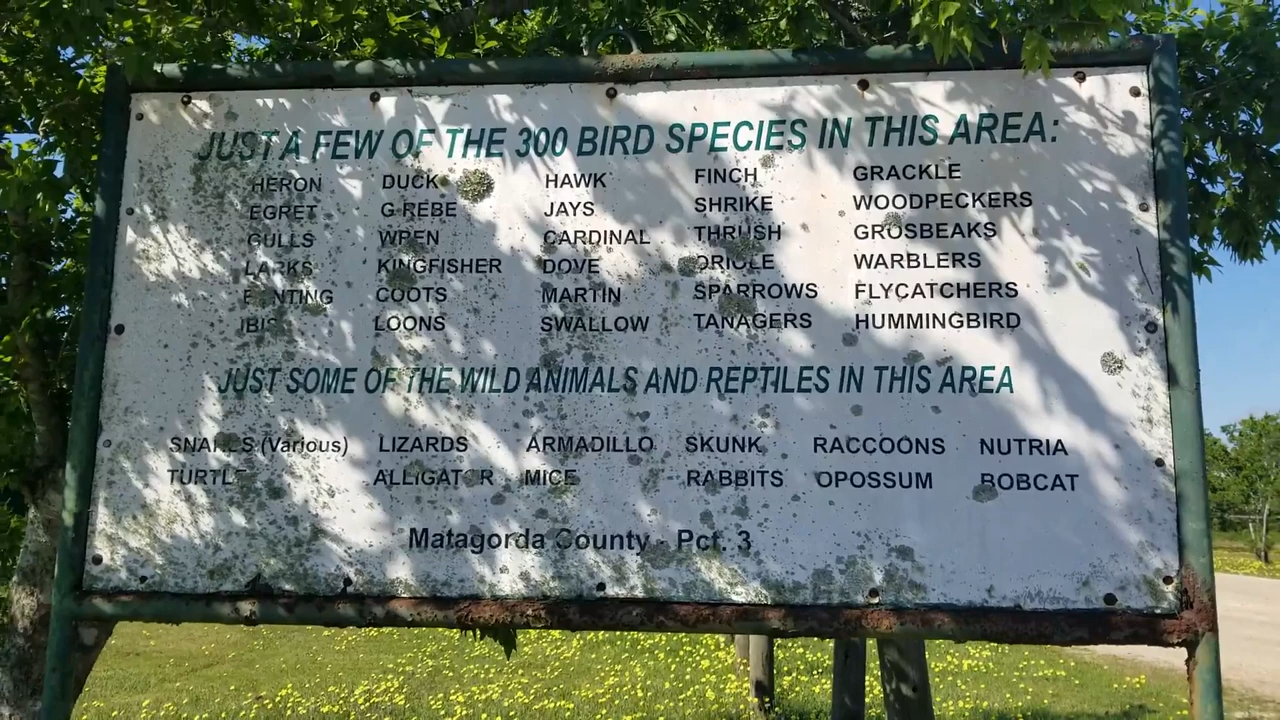 JUST A FEW OF THE 300 BIRD SPECIES IN THIS AREA:
HERON DUCK HAWK FINCH GRACKLE
EGRET GREBE JAYS SHRIKE WOODPECKERS
GULLS WREN CARDINAL THRUSH GROSBEAKS
LARKS KINGFISHER DOVE ORIOLE WARBLERS
BUNTING COOTS MARTIN SPARROWS FLYCATCHERS
IBIS LOONS SWALLOW TANAGERS HUMMINGBIRD
JUST SOME OF THE WILD ANIMALS AND REPTILES IN THIS AREA
SNAKES (Various) LIZARDS ARMADILLO SKUNK RACCOONS NUTRIA
TURTLE ALLIGATOR MICE RABBITS OPOSSUM BOBCAT
Matagorda County - Pct. 3